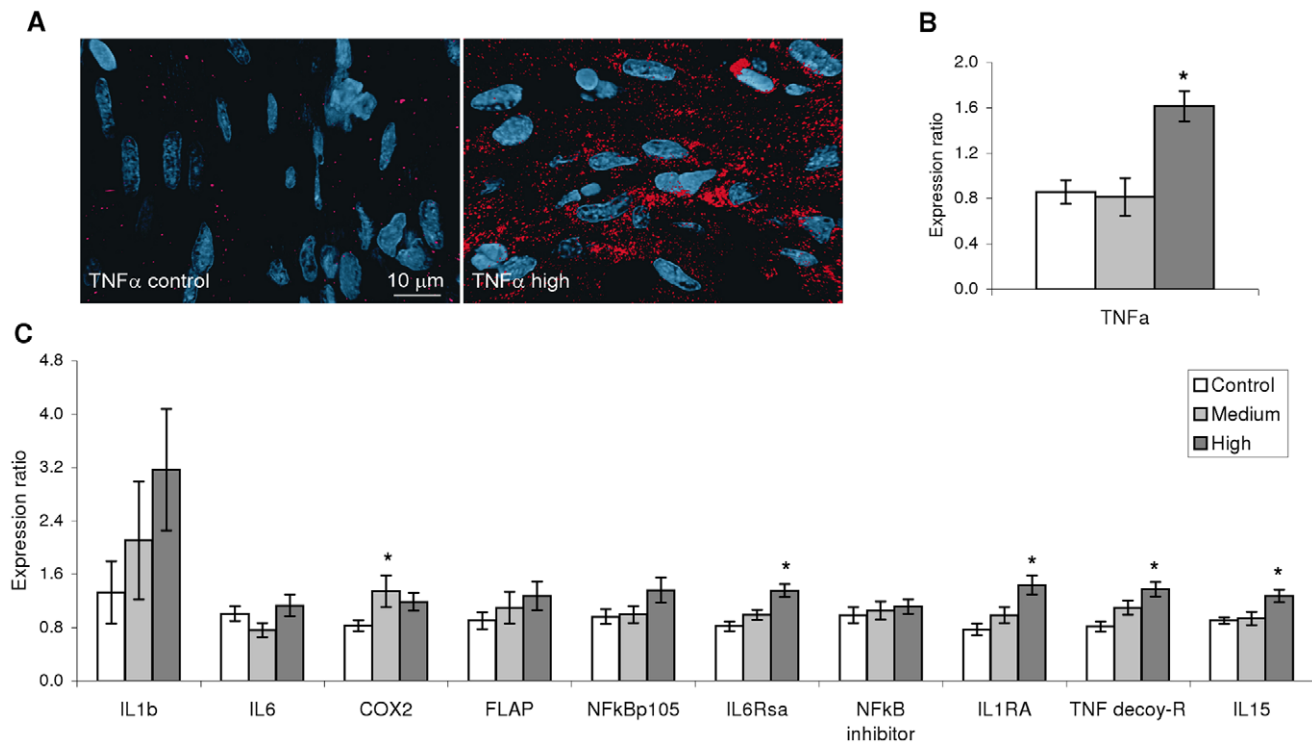 A
TNFα control
10 μm
TNFα high
B
Expression ratio
2.0
1.6
1.2
0.8
0.4
0.0
*
TNFa
C
Expression ratio
4.8
4.0
3.2
2.4
1.6
0.8
0.0
*
*
*
*
*
Control
Medium
High
IL1b
IL6
COX2
FLAP
NFkBp105
IL6Rsa
NFkB
inhibitor
IL1RA
TNF decoy-R
IL15